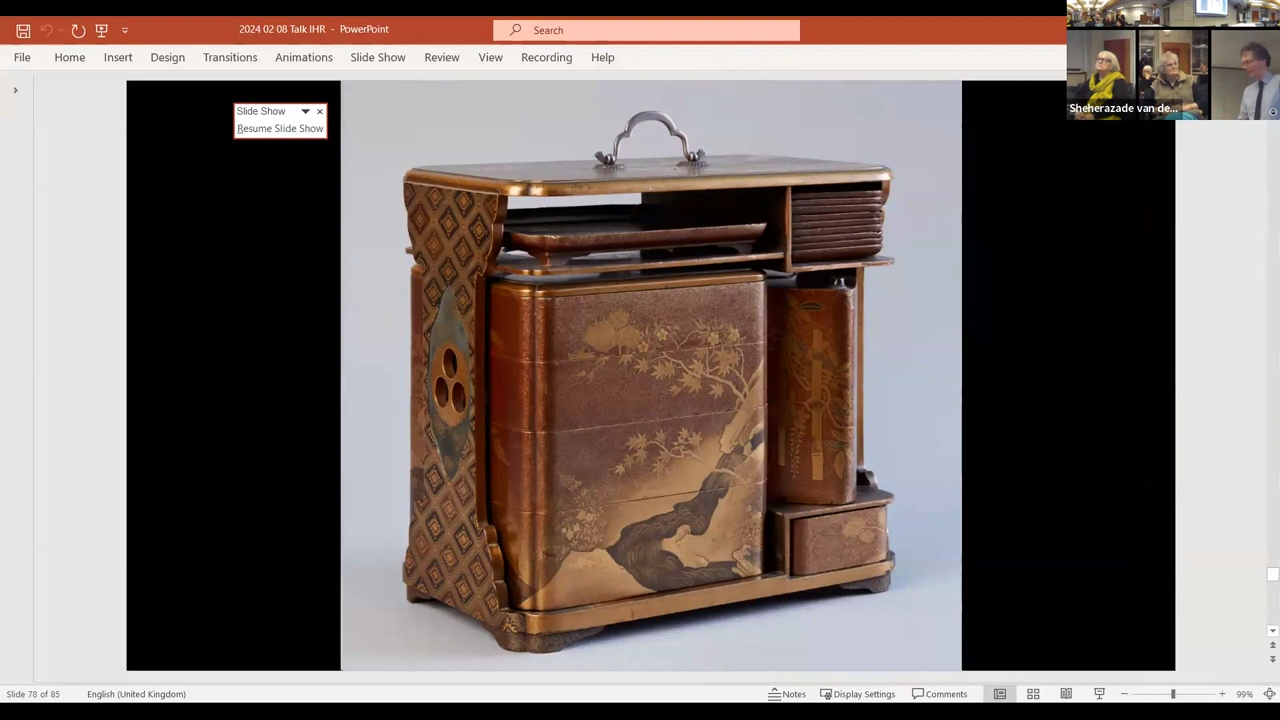 2024 02 08 Talk IHR - PowerPoint
Search
File Home Insert Design Transitions Animations Slide Show Review View Recording Help
Sheherazade van de...
Slide Show
Resume Slide Show
Slide 78 of 85 English (United Kingdom) Notes Display Settings Comments 99%